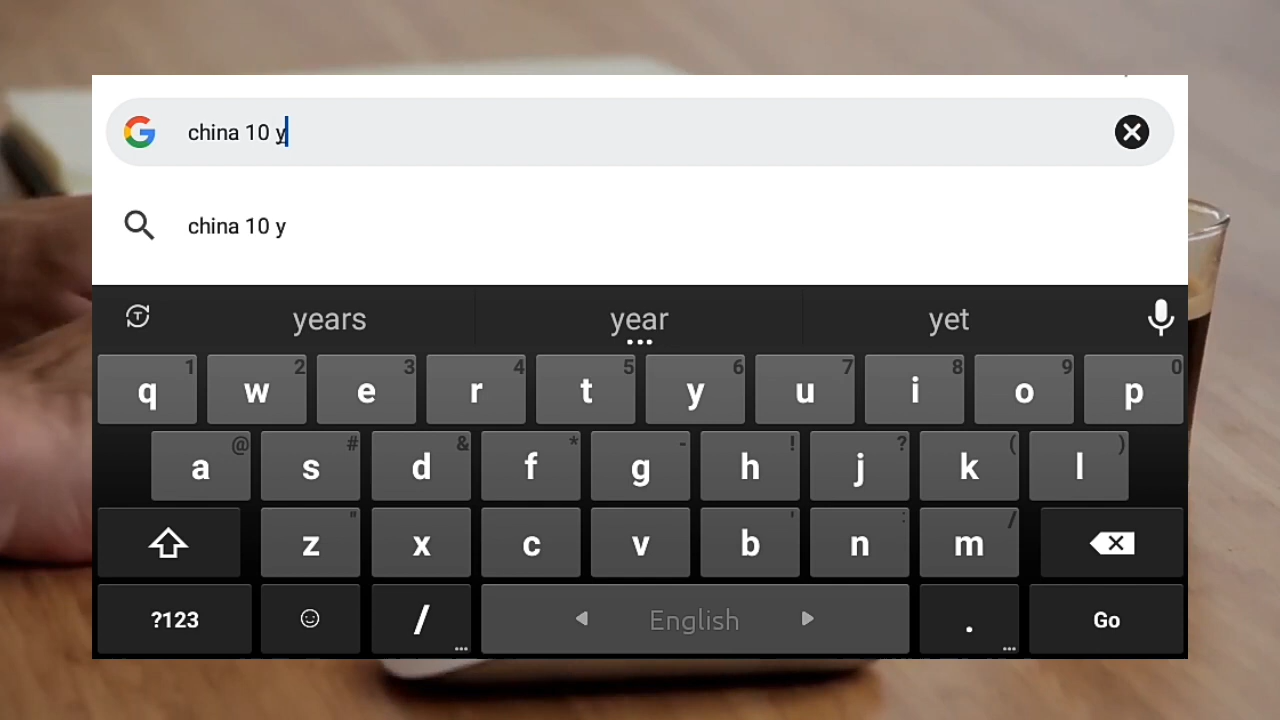 china 10 y
china 10 y
years year yet
q 1 w 2 e 3 r 4 t 5 y 6 u 7 i 8 o 9 p 0
a @ s # d & f * g - h ! j ? k ( l )
z " x c v b ' n : m /
?123 / English . Go